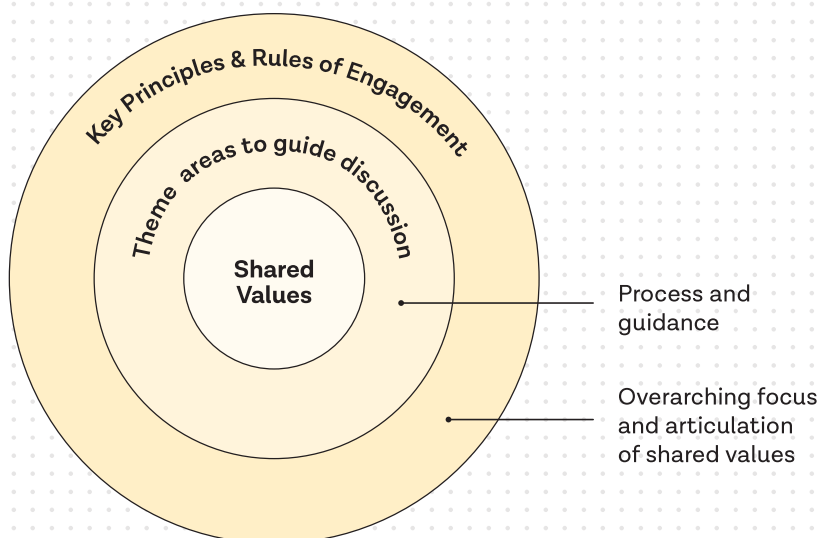 Key Principles & Rules of Engagement
Theme areas to guide discussion
Shared
Values
Process and
guidance
Overarching focus
and articulation
of shared values